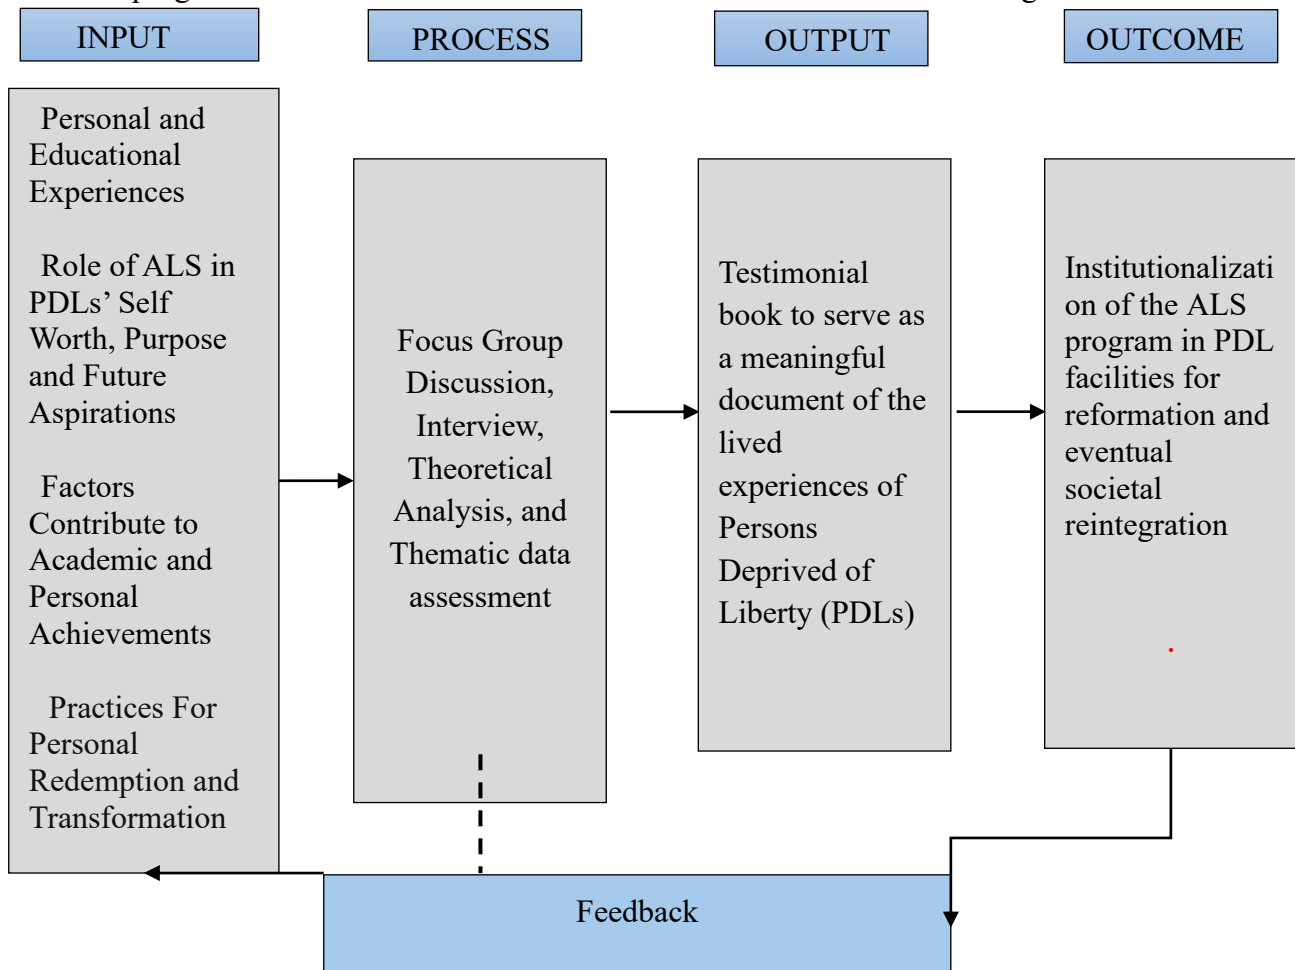 INPUT
PROCESS
OUTPUT
OUTCOME
Personal and
Educational
Experiences
Role of ALS in
PDLs’ Self
Worth, Purpose
and Future
Aspirations
Factors
Contribute to
Academic and
Personal
Achievements
Practices For
Personal
Redemption and
Transformation
Focus Group
Discussion,
Interview,
Theoretical
Analysis, and
Thematic data
assessment
Testimonial
book to serve as
a meaningful
document of the
lived
experiences of
Persons
Deprived of
Liberty (PDLs)
Institutionalizati
on of the ALS
program in PDL
facilities for
reformation and
eventual
societal
reintegration
.
Feedback